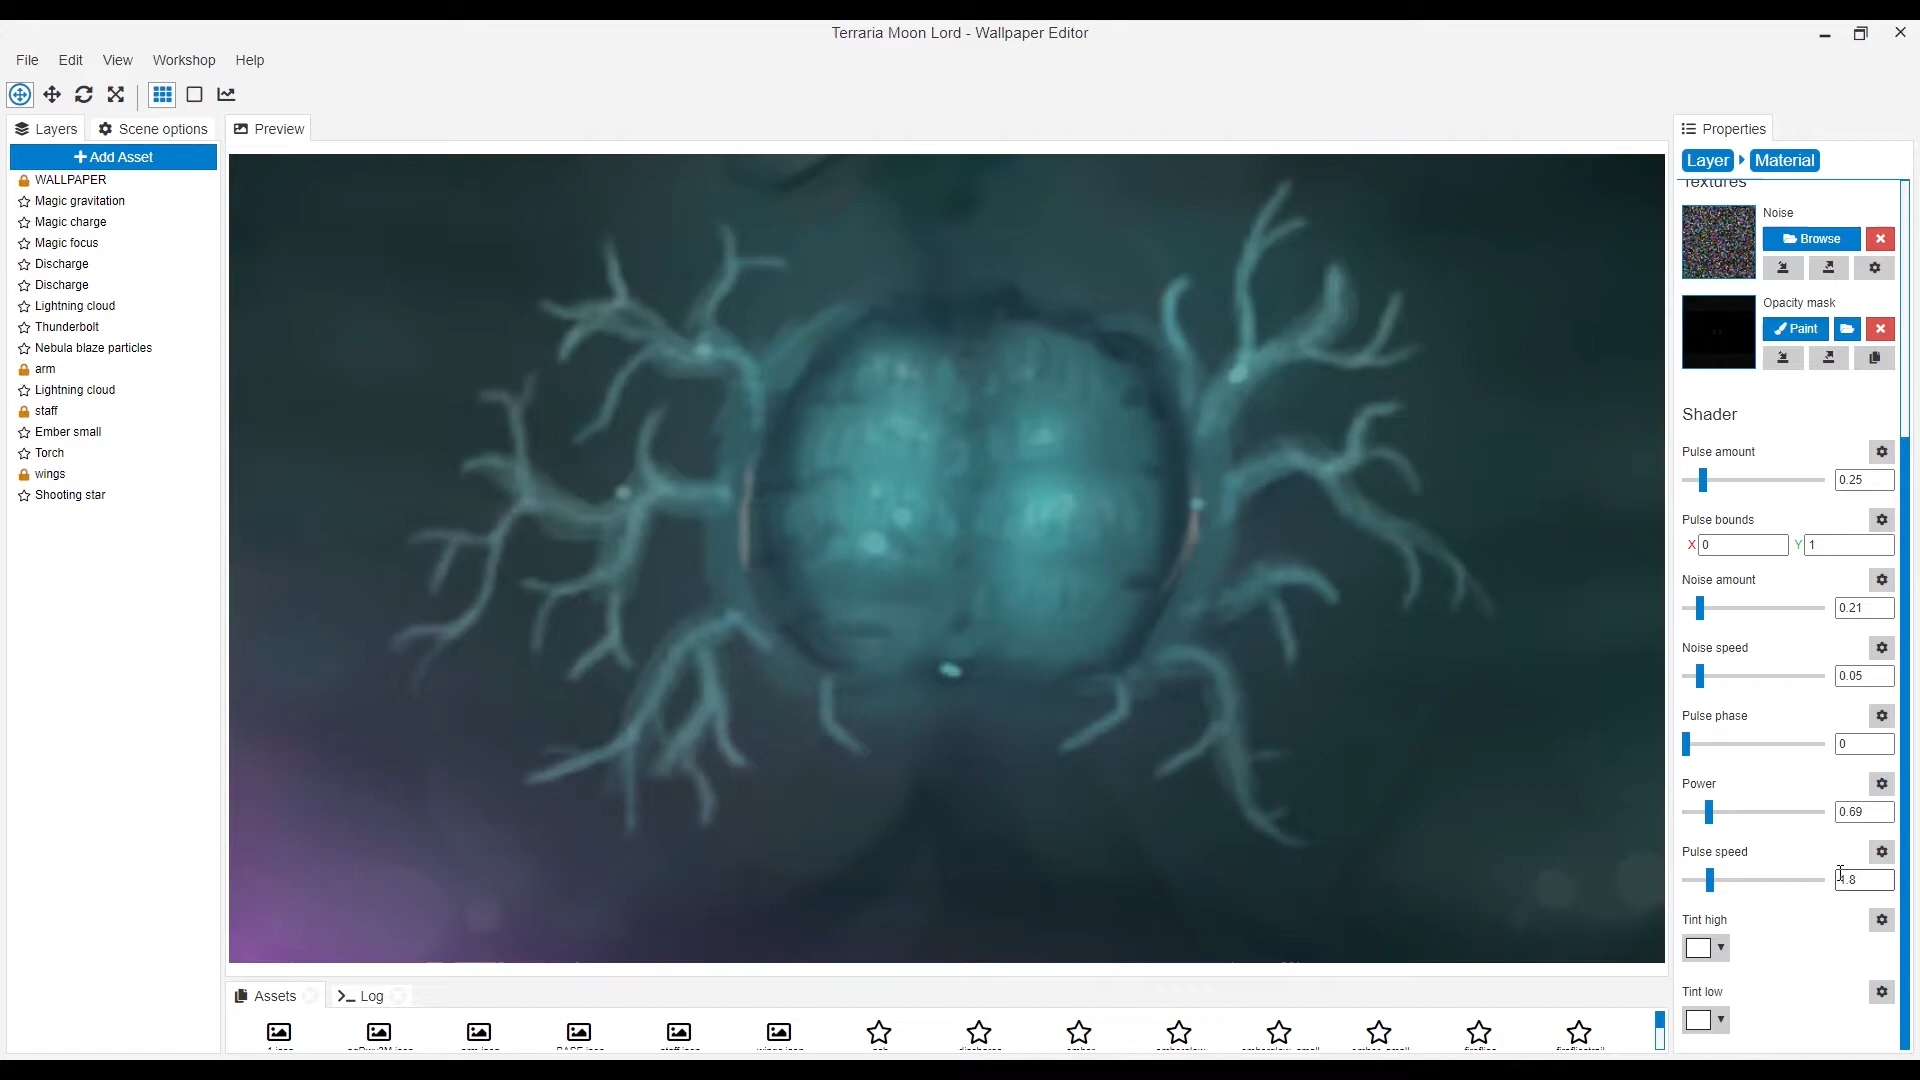 Terraria Moon Lord - Wallpaper Editor
File Edit View Workshop Help
Layers Scene options Preview Properties
Add Asset
WALLPAPER
Magic gravitation
Magic charge
Magic focus
Discharge
Discharge
Lightning cloud
Thunderbolt
Nebula blaze particles
arm
Lightning cloud
staff
Ember small
Torch
wings
Shooting star
Layer Material
Textures
Noise
Browse
Opacity mask
Paint
Shader
Pulse amount
0.25
Pulse bounds
X 0 Y 1
Noise amount
0.21
Noise speed
0.05
Pulse phase
0
Power
0.69
Pulse speed
1.8
Tint high
Tint low
Assets Log